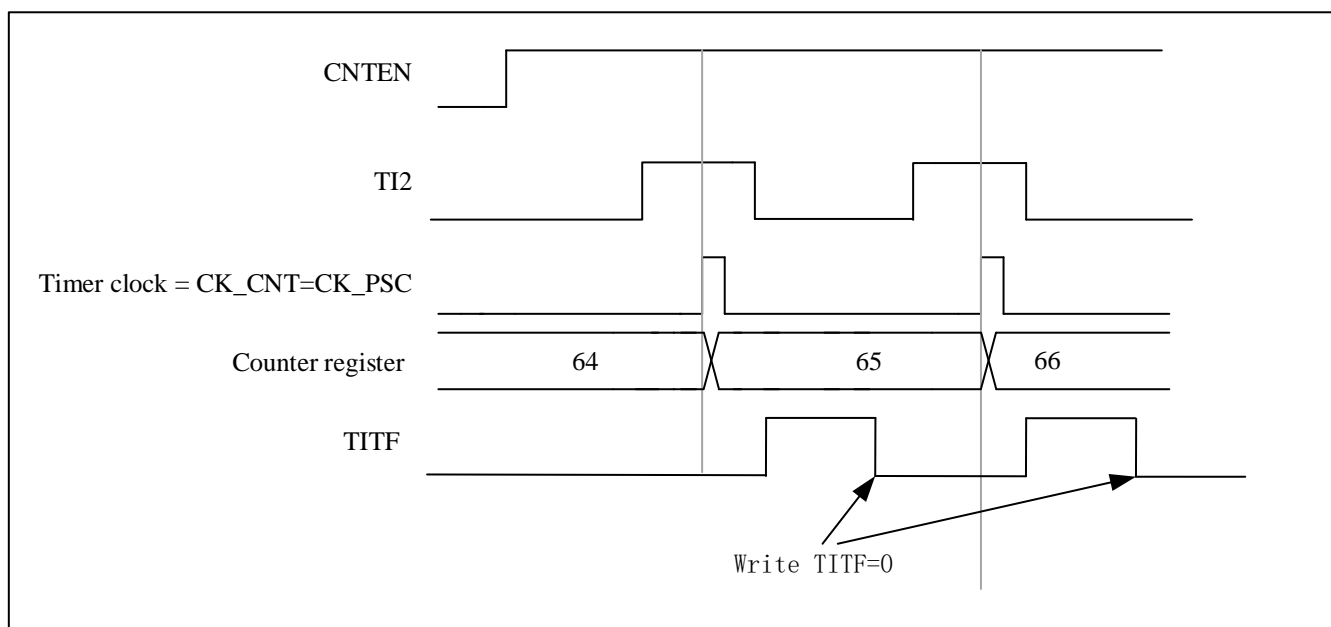 CNTEN
TI2
Timer clock = CK_CNT=CK_PSC
Counter register 64 65 66
TITF
Write TITF=0